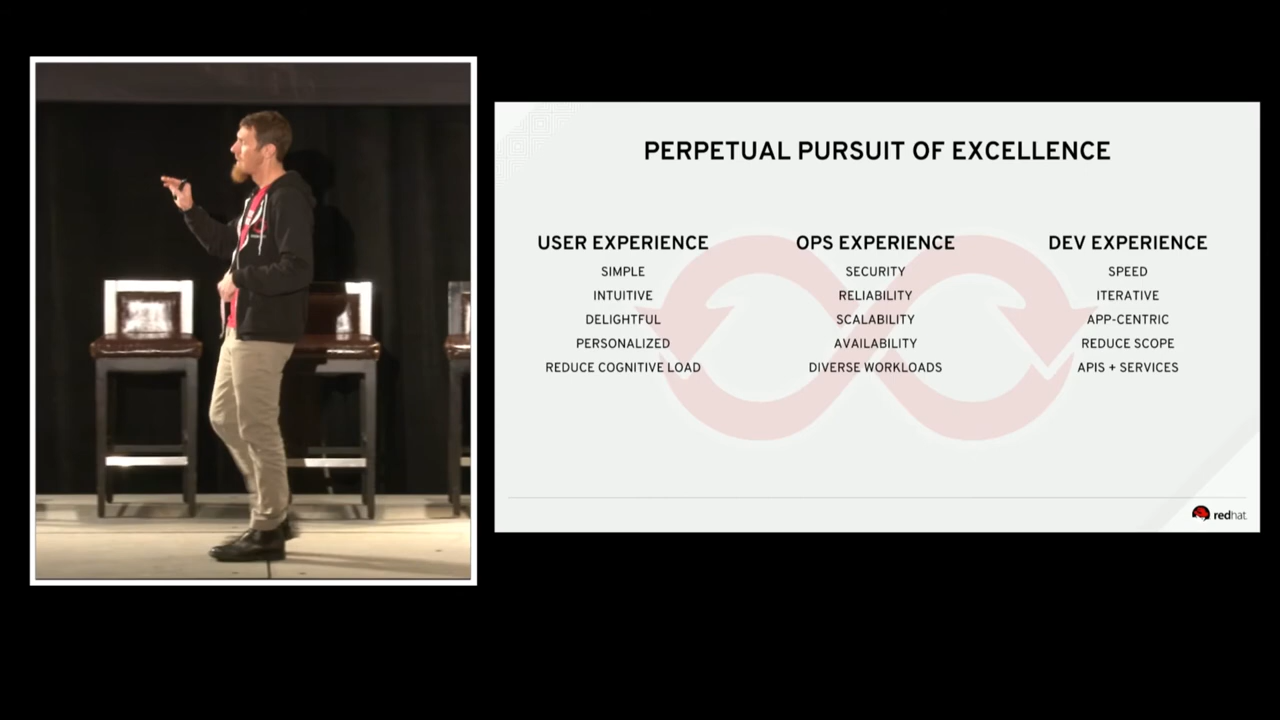 PERPETUAL PURSUIT OF EXCELLENCE
USER EXPERIENCE
SIMPLE
INTUITIVE
DELIGHTFUL
PERSONALIZED
REDUCE COGNITIVE LOAD
OPS EXPERIENCE
SECURITY
RELIABILITY
SCALABILITY
AVAILABILITY
DIVERSE WORKLOADS
DEV EXPERIENCE
SPEED
ITERATIVE
APP-CENTRIC
REDUCE SCOPE
APIS + SERVICES
redhat